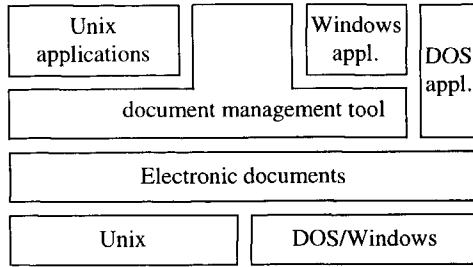 Unix
applications
Windows
appl.
DOS
appl.
document management tool
Electronic documents
Unix
DOS/Windows